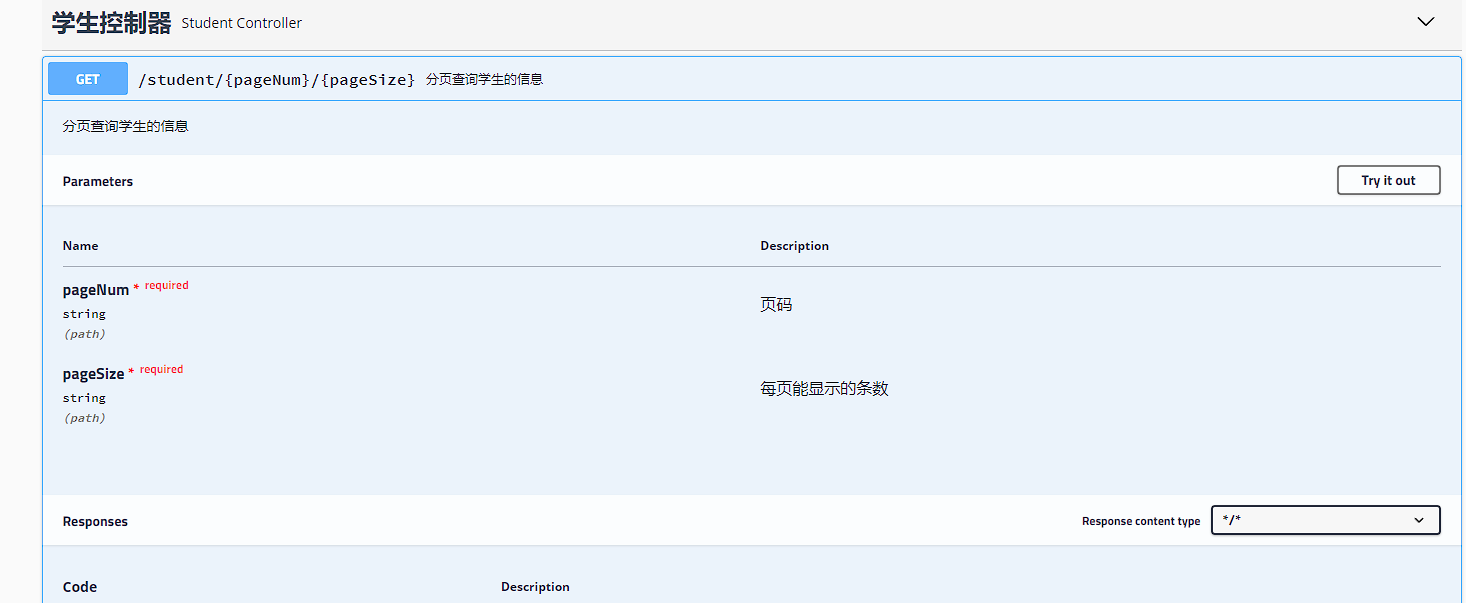 学生控制器 Student Controller
GET /student/{pageNum}/{pageSize} 分页查询学生的信息
分页查询学生的信息
Parameters Try it out
Name Description
pageNum * required 页码
string
(path)
pageSize * required 每页能显示的条数
string
(path)
Responses Response content type */*
Code Description